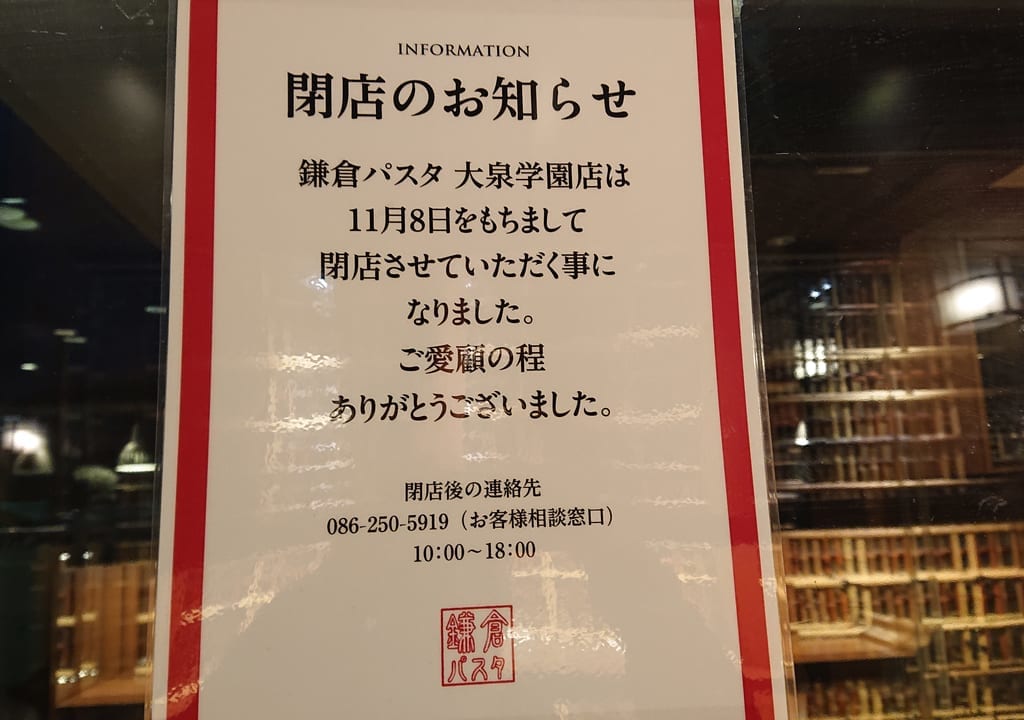 INFORMATION
閉店のお知らせ
鎌倉パスタ 大泉学園店は
11月8日をもちまして
閉店させていただく事に
なりました。
ご愛顧の程
ありがとうございました。
閉店後の連絡先
086-250-5919（お客様相談窓口）
10：00～18：00
鎌倉
パスタ